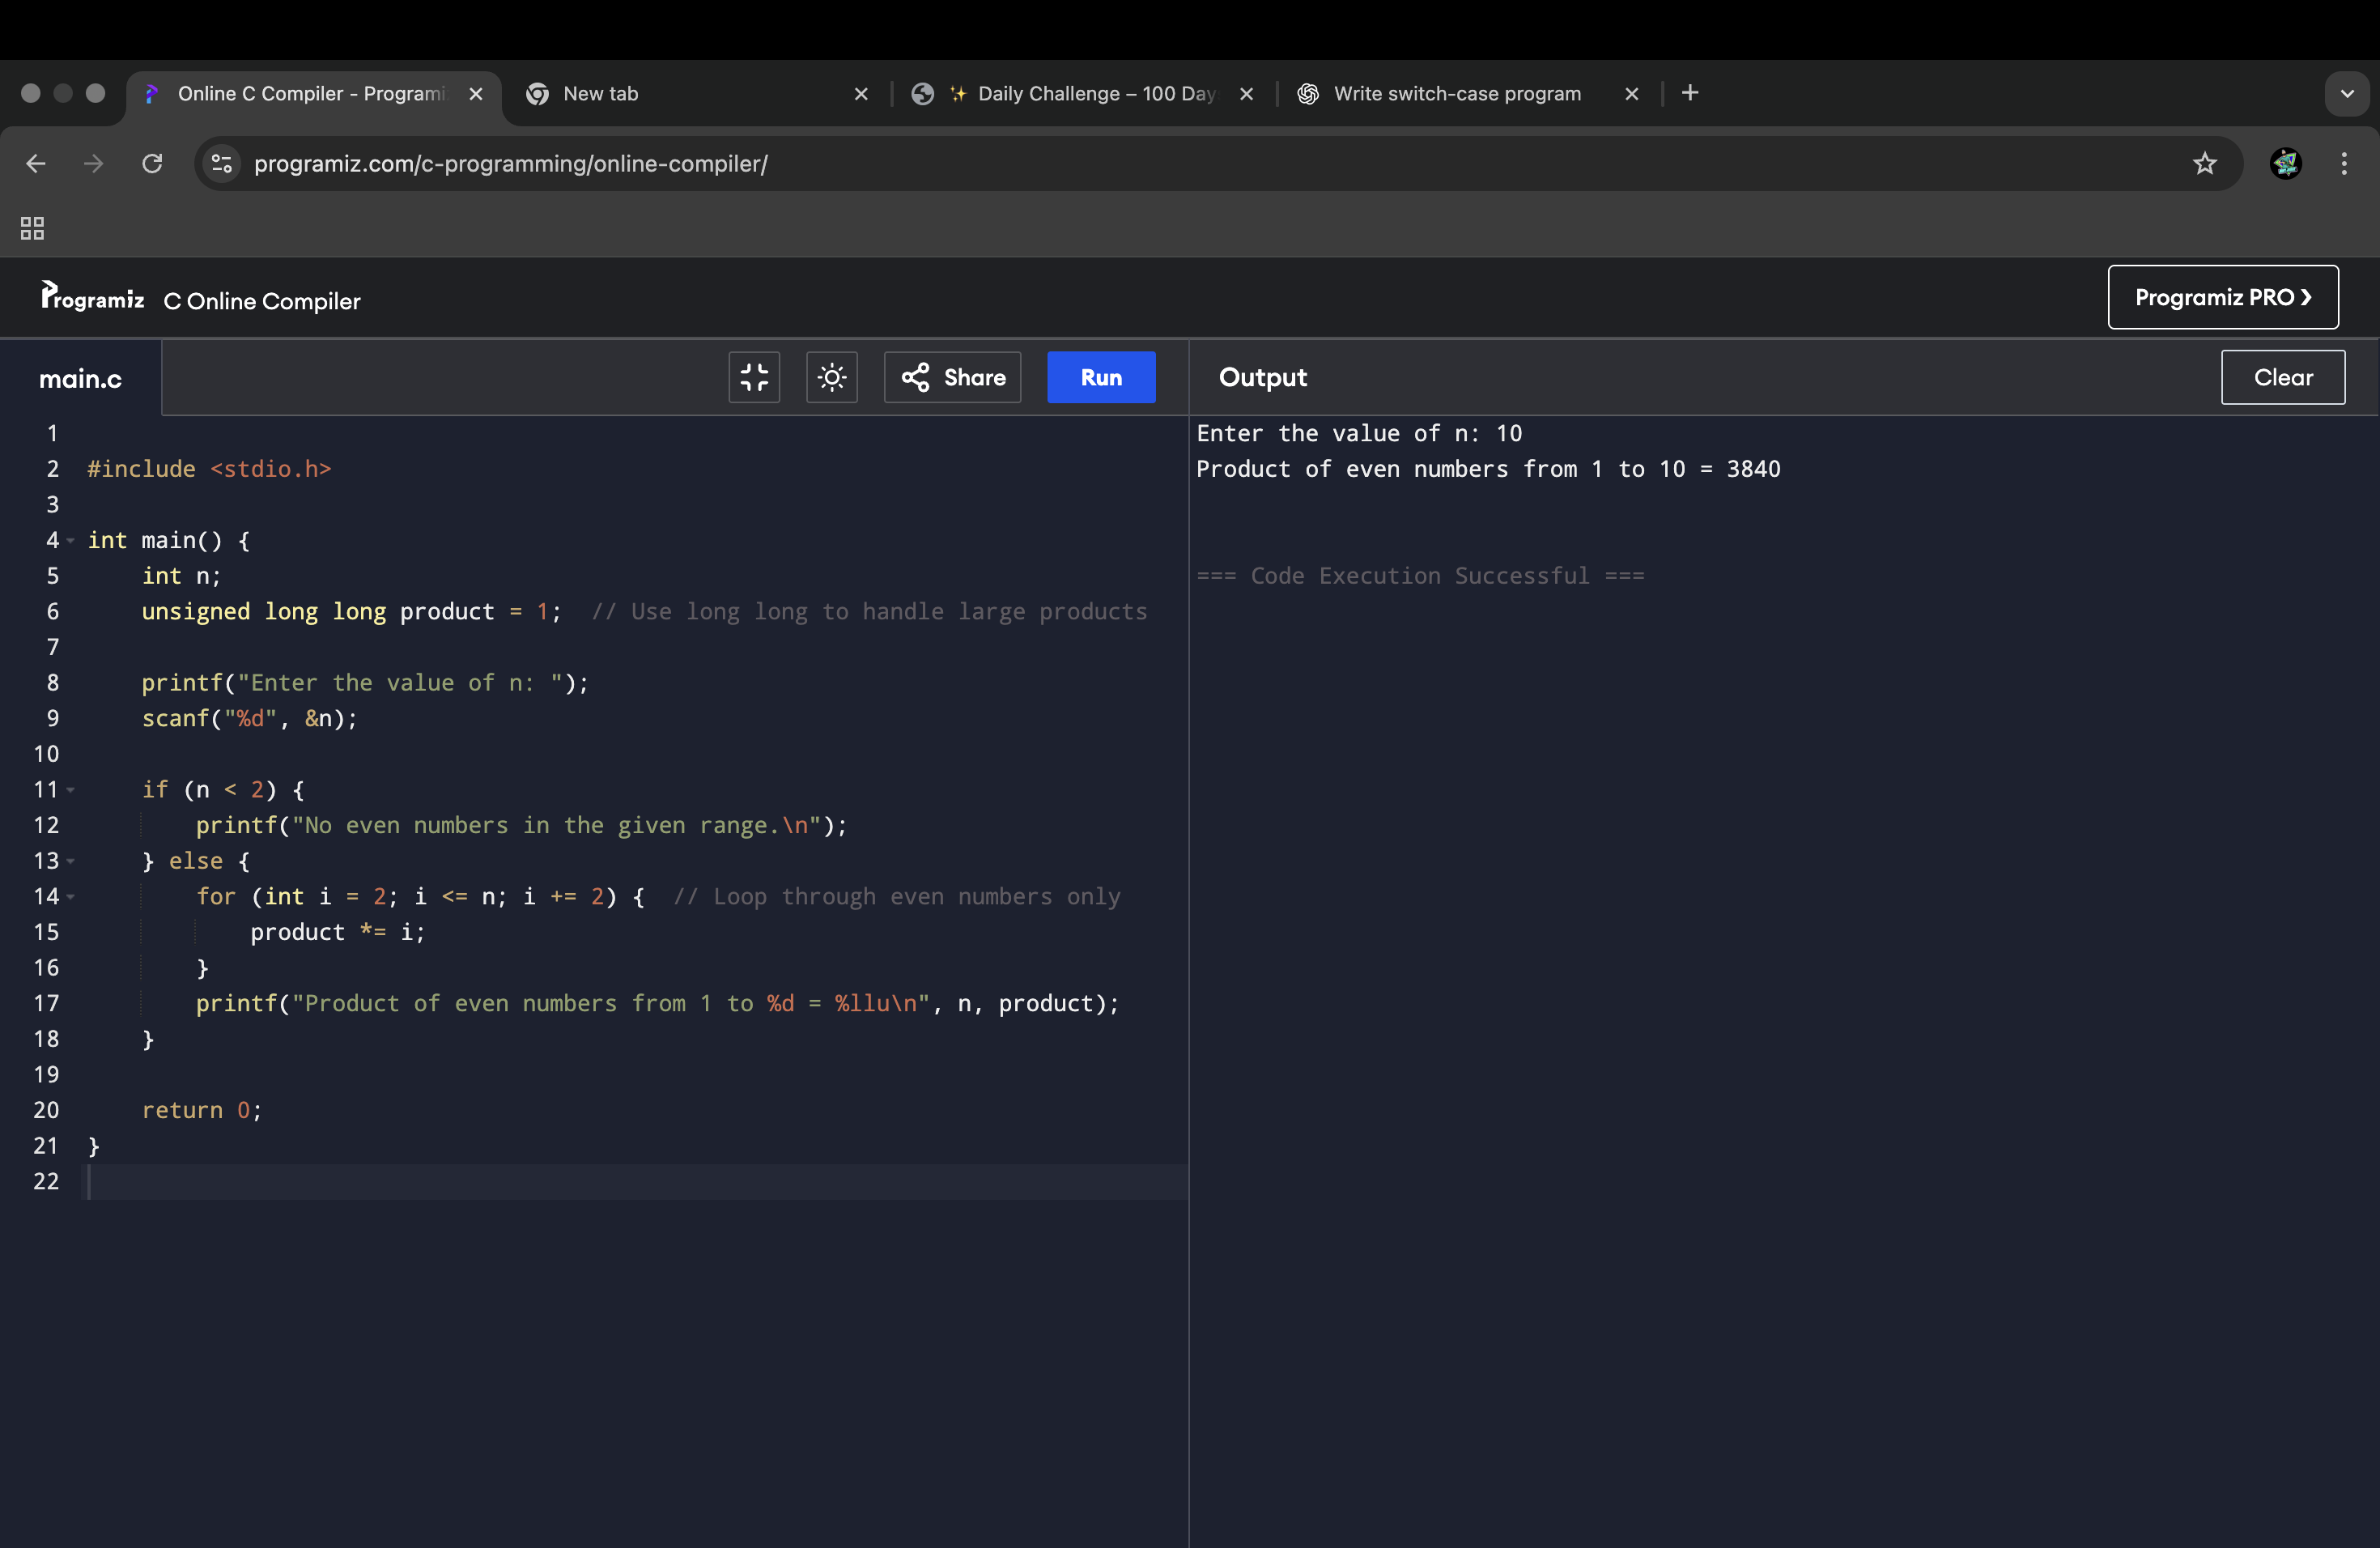 Online C Compiler - Programi
New tab
✨ Daily Challenge – 100 Day
Write switch-case program
programiz.com/c-programming/online-compiler/
Programiz C Online Compiler
Programiz PRO ❯
main.c
Share
Run
Output
Clear
1
2 #include <stdio.h>
3
4 int main() {
5     int n;
6     unsigned long long product = 1;  // Use long long to handle large products
7
8     printf("Enter the value of n: ");
9     scanf("%d", &n);
10
11     if (n < 2) {
12         printf("No even numbers in the given range.\n");
13     } else {
14         for (int i = 2; i <= n; i += 2) {  // Loop through even numbers only
15             product *= i;
16         }
17         printf("Product of even numbers from 1 to %d = %llu\n", n, product);
18     }
19
20     return 0;
21 }
22
Enter the value of n: 10
Product of even numbers from 1 to 10 = 3840
=== Code Execution Successful ===